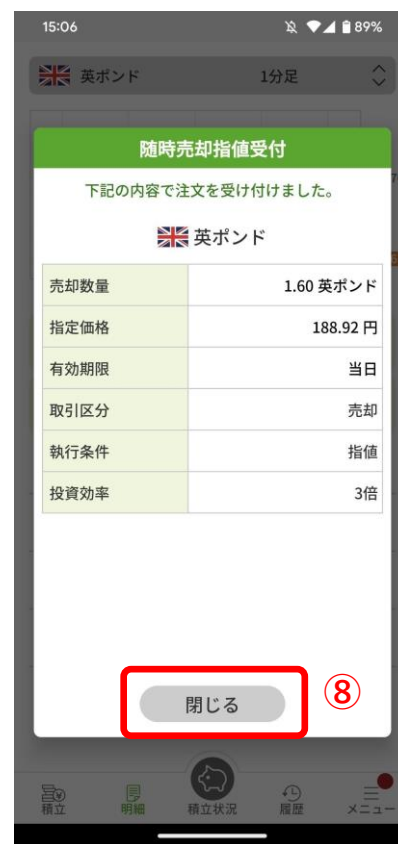 15:06 89%
英ポンド 1分足
随時売却指値受付
下記の内容で注文を受け付けました。
英ポンド
売却数量 1.60 英ポンド
指定価格 188.92 円
有効期限 当日
取引区分 売却
執行条件 指値
投資効率 3倍
閉じる ⑧
積立 明細 積立状況 履歴 メニュー